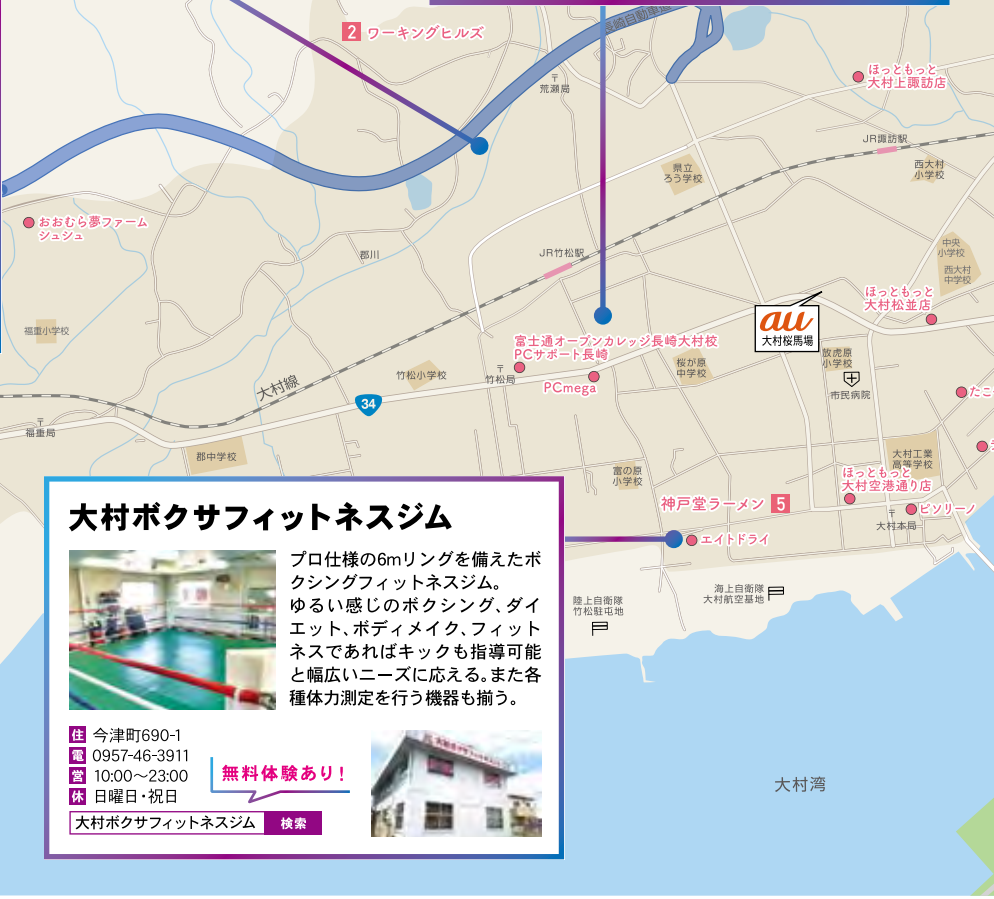 長崎自動車道
2 ワーキングヒルズ
ほっともっと
大村上諏訪店
〒
荒瀬局
JR諏訪駅
県立
ろう学校
西大村
小学校
おおむら夢ファーム
シュシュ
郡川
JR竹松駅
中央
小学校
西大村
中学校
ほっともっと
大村松並店
au
大村桜馬場
福重小学校
富士通オープンカレッジ長崎大村校
PCサポート長崎
放虎原
小学校
桜が原
中学校
竹松小学校
〒
竹松局
PCmega
市民病院
大村線
34
たこ
〒
福重局
郡中学校
大村工業
高等学校
富の原
小学校
ほっともっと
大村空港通り店
神戸堂ラーメン 5
ピソリーノ
〒
大村本局
エイトドライ
海上自衛隊
大村航空基地
陸上自衛隊
竹松駐屯地
大村湾
大村ボクサフィットネスジム
プロ仕様の6mリングを備えたボ
クシングフィットネスジム。
ゆるい感じのボクシング、ダイ
エット、ボディメイク、フィット
ネスであればキックも指導可能
と幅広いニーズに応える。また各
種体力測定を行う機器も揃う。
住 今津町690-1
電 0957-46-3911
営 10:00〜23:00
休 日曜日・祝日
無料体験あり!
大村ボクサフィットネスジム 検索